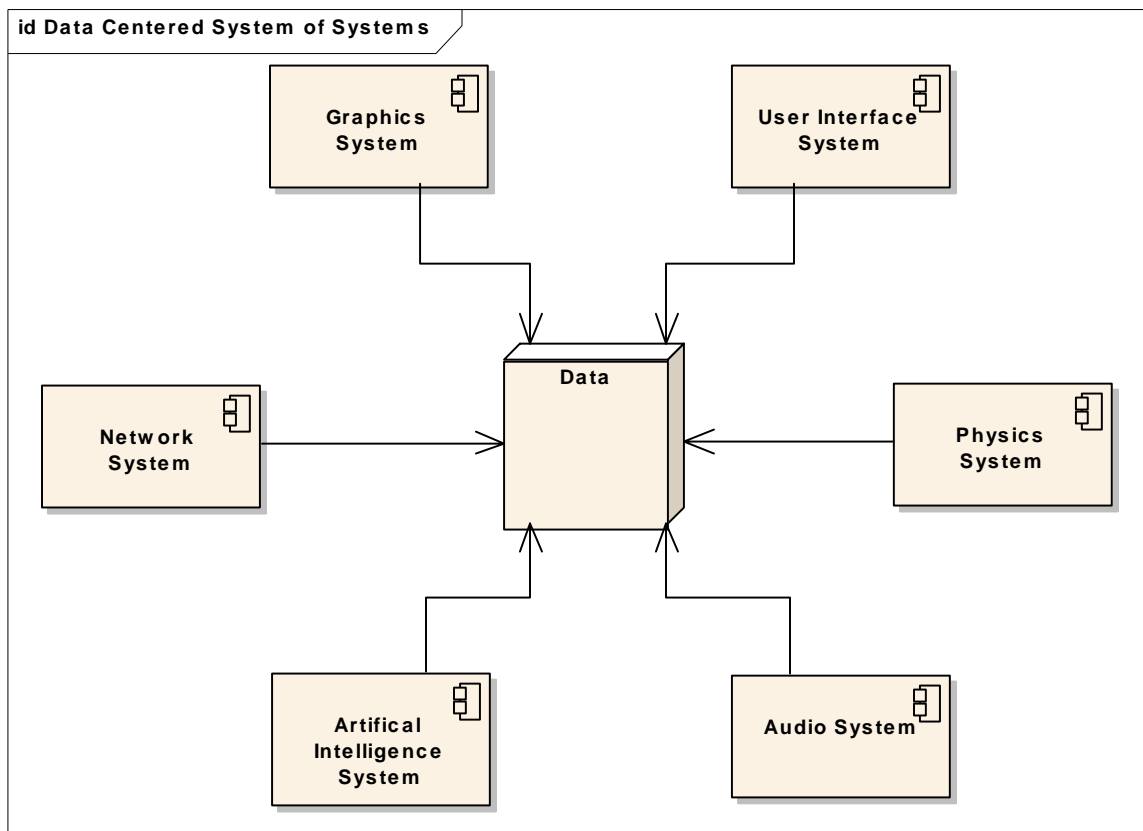 id Data Centered System of Systems
Graphics
System
User Interface
System
Data
Network
System
Physics
System
Artifical
Intelligence
System
Audio System